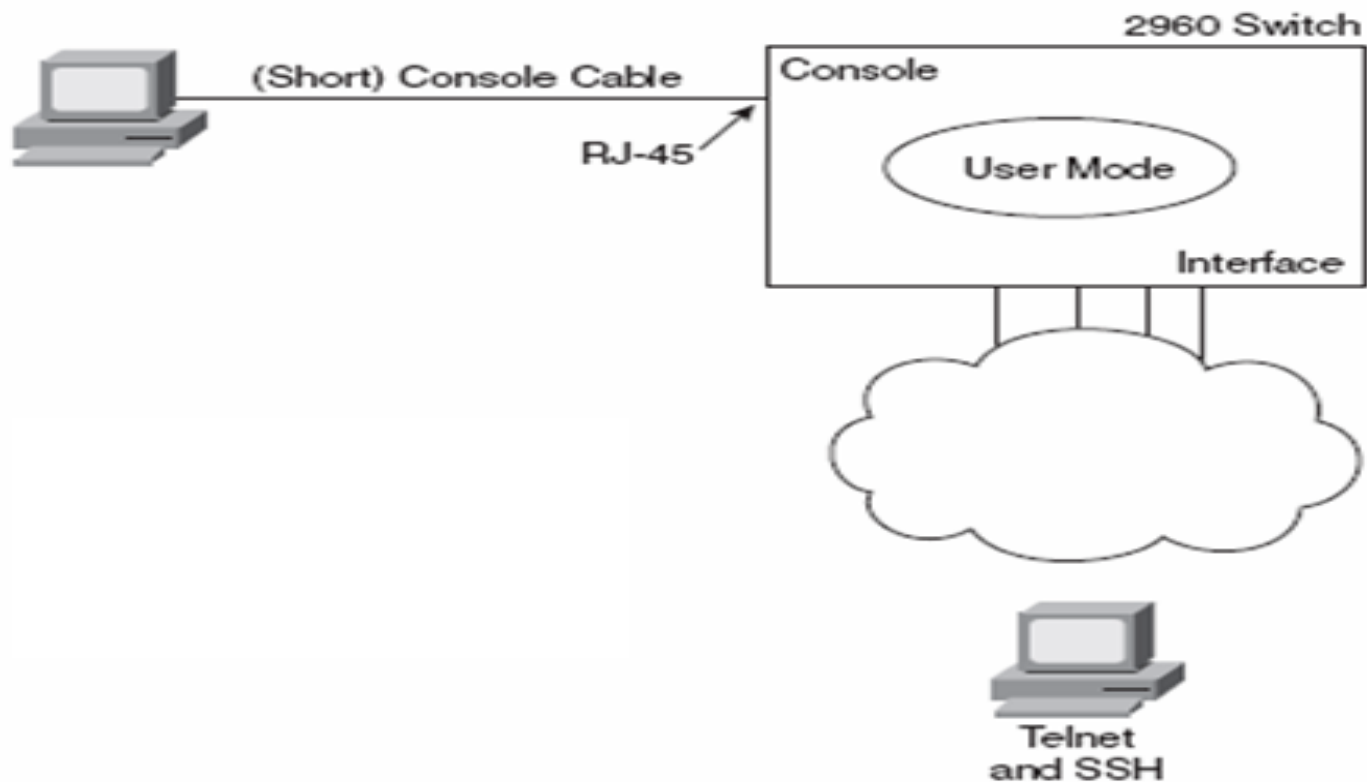 2960 Switch
(Short) Console Cable
Console
RJ-45
User Mode
Interface
Telnet
and SSH